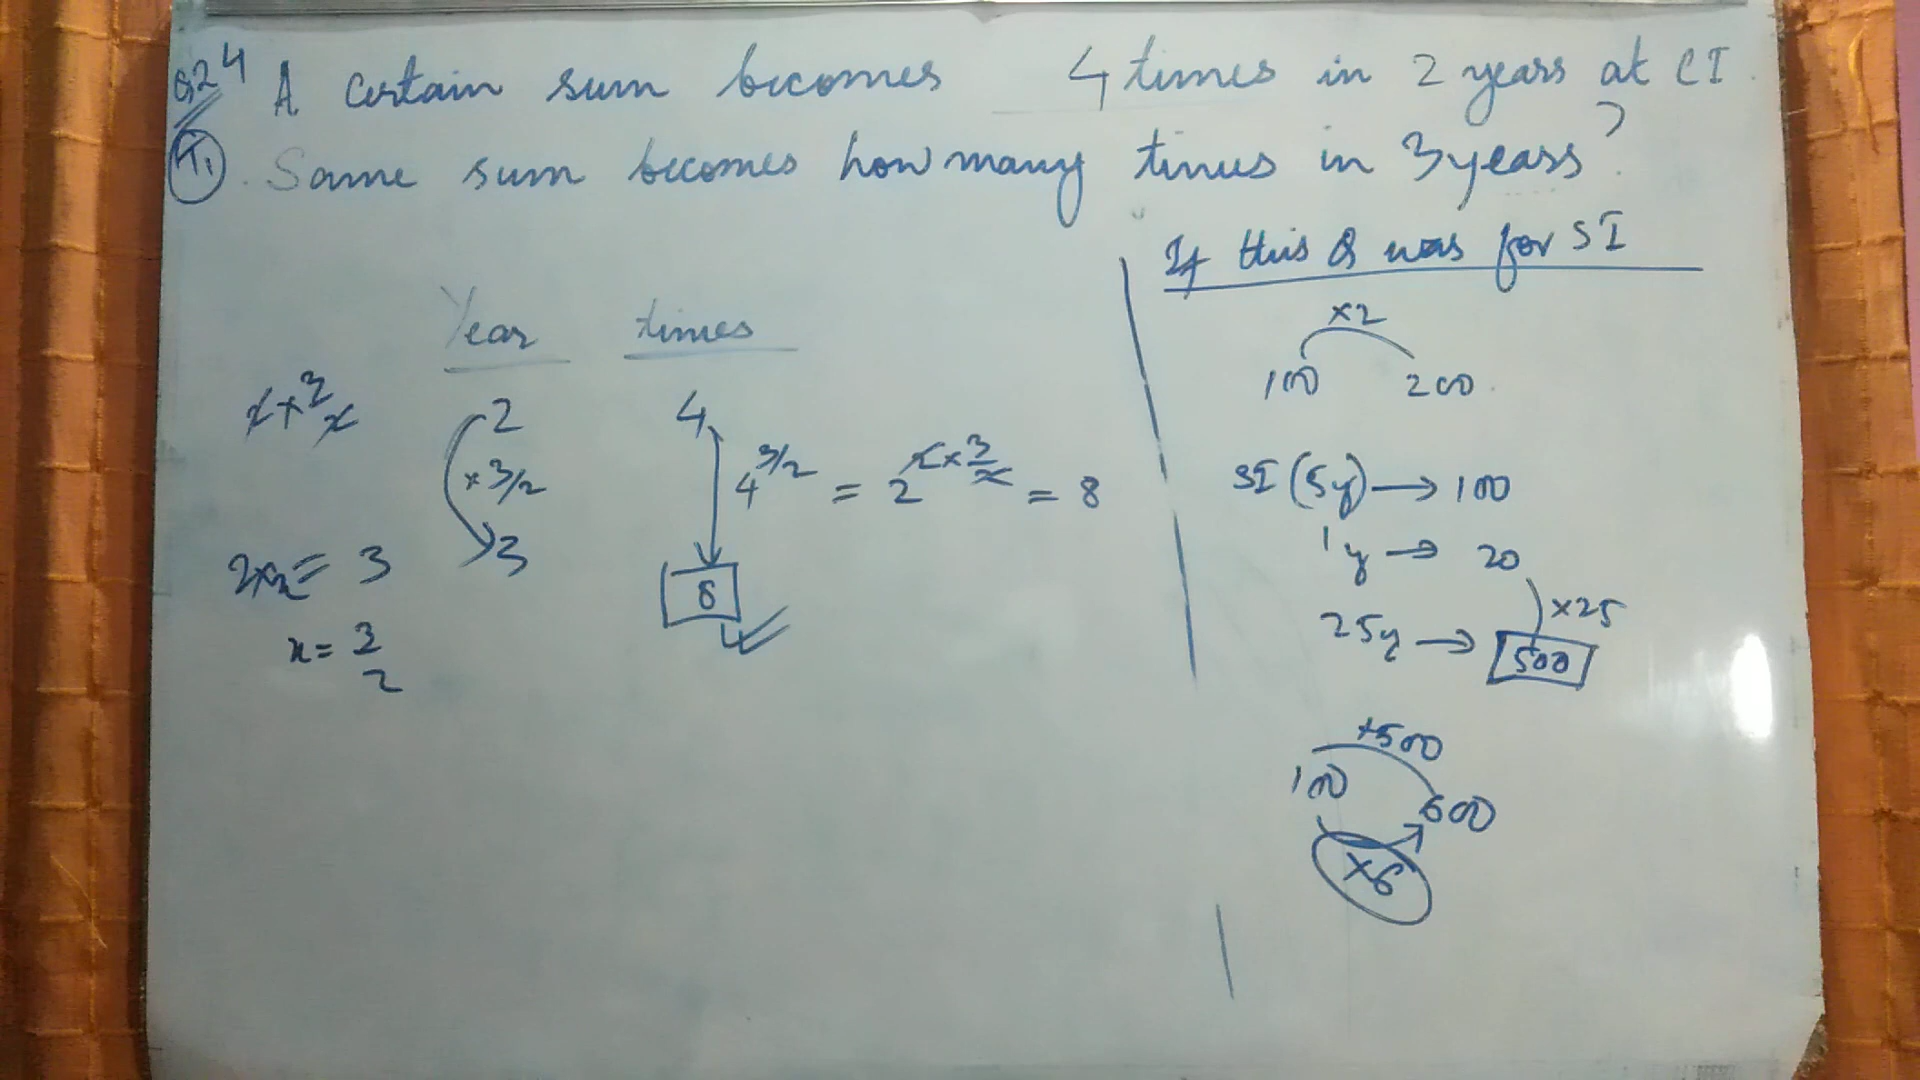 Q24 A certain sum becomes 4 times in 2 years at CI.
T1. Same sum becomes how many times in 3 years?
Year times
x × 3/x
2 4
× 3/2
4^3/2 = 2^2×3/2 = 8
3 8
2x = 3
x = 3/2
If this Q was for SI
×2
100 200
SI (5y) → 100
1y → 20
×25
25y → 500
+500
100 600
×6